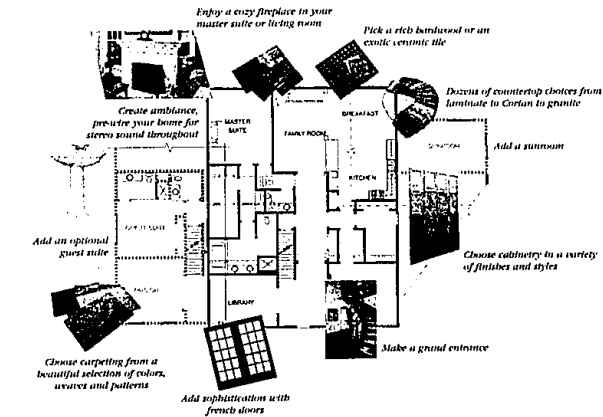 Enjoy a cozy fireplace in your
master suite or living room
Pick a rich hardwood or an
exotic ceramic tile
Dozens of countertop choices from
laminate to Corian to granite
Create ambiance,
pre-wire your home for
stereo sound throughout
MASTER
SUITE
FAMILY ROOM
BREAKFAST
KITCHEN
SUNROOM
Add a sunroom
GUEST SUITE
Add an optional
guest suite
Choose cabinetry in a variety
of finishes and styles
LIBRARY
Make a grand entrance
Choose carpeting from a
beautiful selection of colors,
weaves and patterns
Add sophistication with
french doors